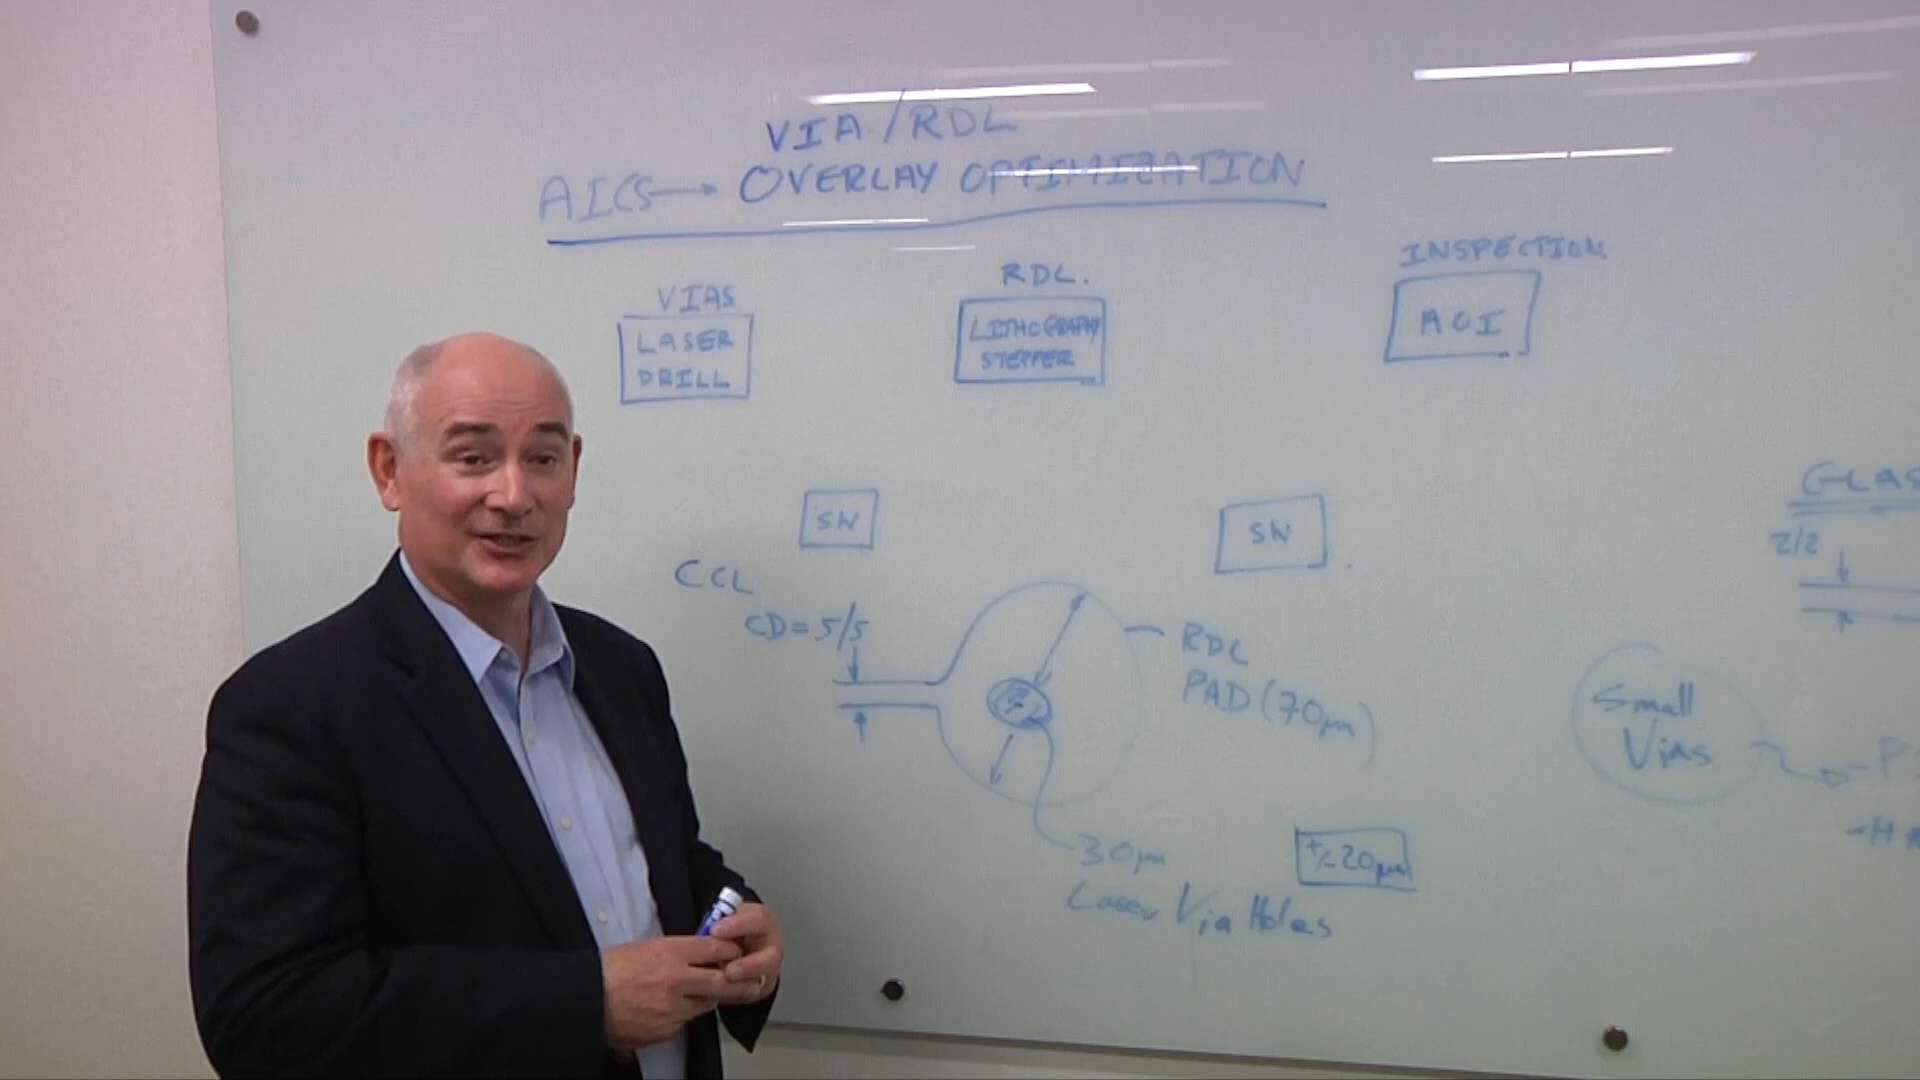 VIA/RDL
AICS → OVERLAY OPTIMIZATION
VIAS
LASER
DRILL
RDL.
LITHOGRAPHY
STEPPER
INSPECTION.
AOI
SN
SN
CCL
CD=5/5
RDL
PAD (70µm)
30µm
Laser Via Holes
+/-20µm
2/2
Small
Vias